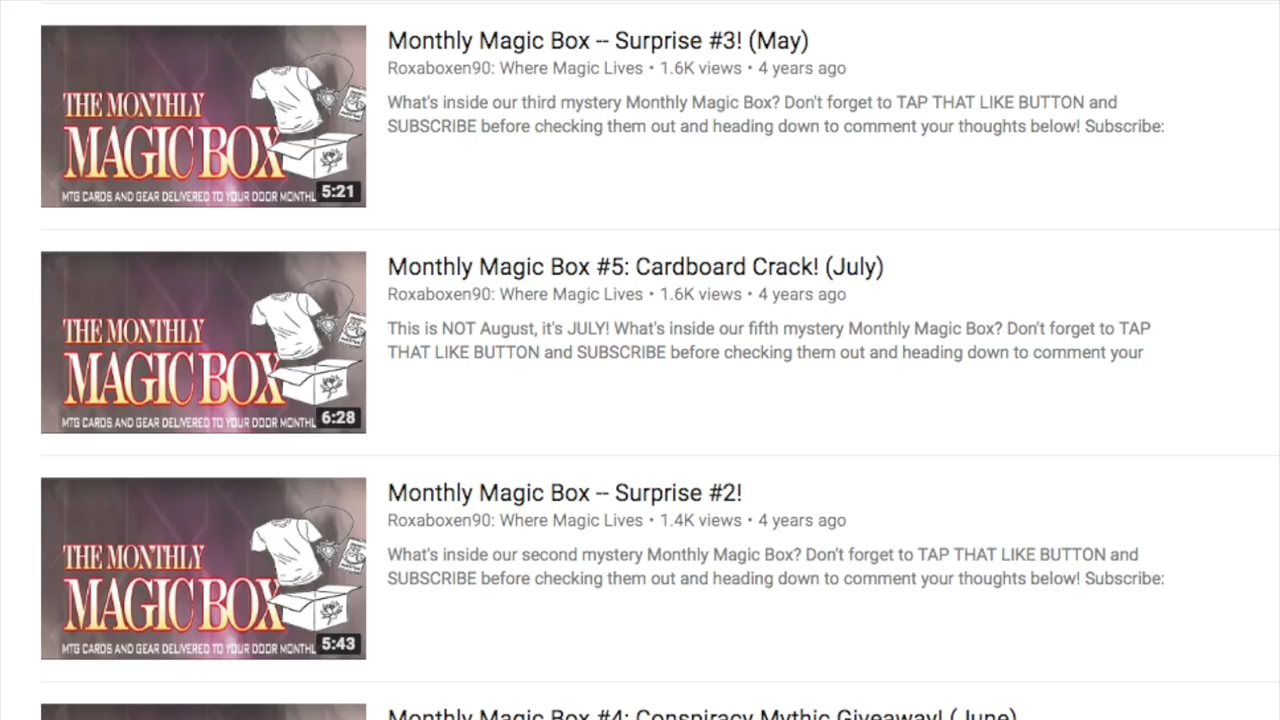 Monthly Magic Box -- Surprise #3! (May)
Roxaboxen90: Where Magic Lives • 1.6K views • 4 years ago
What's inside our third mystery Monthly Magic Box? Don't forget to TAP THAT LIKE BUTTON and
SUBSCRIBE before checking them out and heading down to comment your thoughts below! Subscribe:
THE MONTHLY
MAGIC BOX
MTG CARDS AND GEAR DELIVERED TO YOUR DOOR MONTHL
5:21
Monthly Magic Box #5: Cardboard Crack! (July)
Roxaboxen90: Where Magic Lives • 1.6K views • 4 years ago
This is NOT August, it's JULY! What's inside our fifth mystery Monthly Magic Box? Don't forget to TAP
THAT LIKE BUTTON and SUBSCRIBE before checking them out and heading down to comment your
THE MONTHLY
MAGIC BOX
MTG CARDS AND GEAR DELIVERED TO YOUR DOOR MONTHL
6:28
Monthly Magic Box -- Surprise #2!
Roxaboxen90: Where Magic Lives • 1.4K views • 4 years ago
What's inside our second mystery Monthly Magic Box? Don't forget to TAP THAT LIKE BUTTON and
SUBSCRIBE before checking them out and heading down to comment your thoughts below! Subscribe:
THE MONTHLY
MAGIC BOX
MTG CARDS AND GEAR DELIVERED TO YOUR DOOR MONTHL
5:43
Monthly Magic Box #4: Conspiracy Mythic Giveaway! (June)